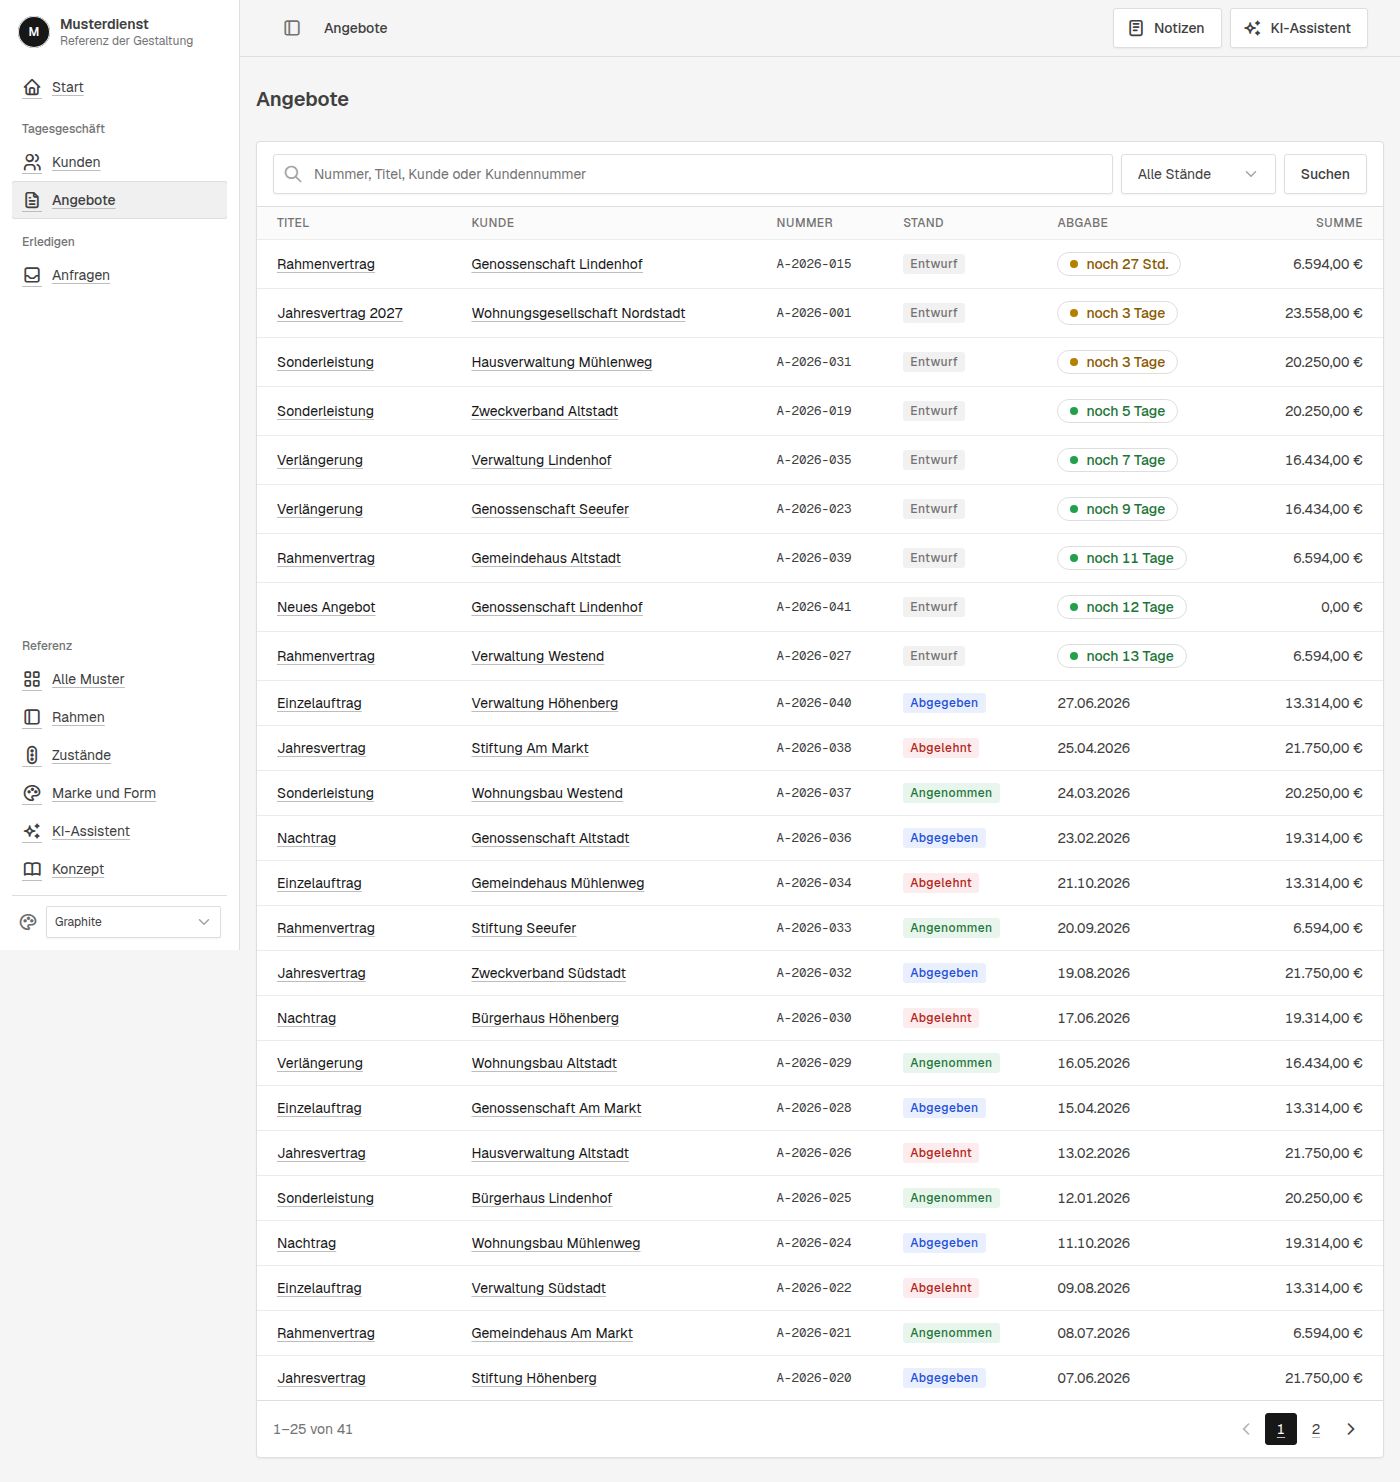 M
Musterdienst
Referenz der Gestaltung
Start
Tagesgeschäft
Kunden
Angebote
Erledigen
Anfragen
Referenz
Alle Muster
Rahmen
Zustände
Marke und Form
KI-Assistent
Konzept
Graphite
Angebote
Notizen
KI-Assistent
Angebote
Nummer, Titel, Kunde oder Kundennummer
Alle Stände
Suchen
TITEL KUNDE NUMMER STAND ABGABE SUMME
Rahmenvertrag Genossenschaft Lindenhof A-2026-015 Entwurf noch 27 Std. 6.594,00 €
Jahresvertrag 2027 Wohnungsgesellschaft Nordstadt A-2026-001 Entwurf noch 3 Tage 23.558,00 €
Sonderleistung Hausverwaltung Mühlenweg A-2026-031 Entwurf noch 3 Tage 20.250,00 €
Sonderleistung Zweckverband Altstadt A-2026-019 Entwurf noch 5 Tage 20.250,00 €
Verlängerung Verwaltung Lindenhof A-2026-035 Entwurf noch 7 Tage 16.434,00 €
Verlängerung Genossenschaft Seeufer A-2026-023 Entwurf noch 9 Tage 16.434,00 €
Rahmenvertrag Gemeindehaus Altstadt A-2026-039 Entwurf noch 11 Tage 6.594,00 €
Neues Angebot Genossenschaft Lindenhof A-2026-041 Entwurf noch 12 Tage 0,00 €
Rahmenvertrag Verwaltung Westend A-2026-027 Entwurf noch 13 Tage 6.594,00 €
Einzelauftrag Verwaltung Höhenberg A-2026-040 Abgegeben 27.06.2026 13.314,00 €
Jahresvertrag Stiftung Am Markt A-2026-038 Abgelehnt 25.04.2026 21.750,00 €
Sonderleistung Wohnungsbau Westend A-2026-037 Angenommen 24.03.2026 20.250,00 €
Nachtrag Genossenschaft Altstadt A-2026-036 Abgegeben 23.02.2026 19.314,00 €
Einzelauftrag Gemeindehaus Mühlenweg A-2026-034 Abgelehnt 21.10.2026 13.314,00 €
Rahmenvertrag Stiftung Seeufer A-2026-033 Angenommen 20.09.2026 6.594,00 €
Jahresvertrag Zweckverband Südstadt A-2026-032 Abgegeben 19.08.2026 21.750,00 €
Nachtrag Bürgerhaus Höhenberg A-2026-030 Abgelehnt 17.06.2026 19.314,00 €
Verlängerung Wohnungsbau Altstadt A-2026-029 Angenommen 16.05.2026 16.434,00 €
Einzelauftrag Genossenschaft Am Markt A-2026-028 Abgegeben 15.04.2026 13.314,00 €
Jahresvertrag Hausverwaltung Altstadt A-2026-026 Abgelehnt 13.02.2026 21.750,00 €
Sonderleistung Bürgerhaus Lindenhof A-2026-025 Angenommen 12.01.2026 20.250,00 €
Nachtrag Wohnungsbau Mühlenweg A-2026-024 Abgegeben 11.10.2026 19.314,00 €
Einzelauftrag Verwaltung Südstadt A-2026-022 Abgelehnt 09.08.2026 13.314,00 €
Rahmenvertrag Gemeindehaus Am Markt A-2026-021 Angenommen 08.07.2026 6.594,00 €
Jahresvertrag Stiftung Höhenberg A-2026-020 Abgegeben 07.06.2026 21.750,00 €
1–25 von 41
1 2